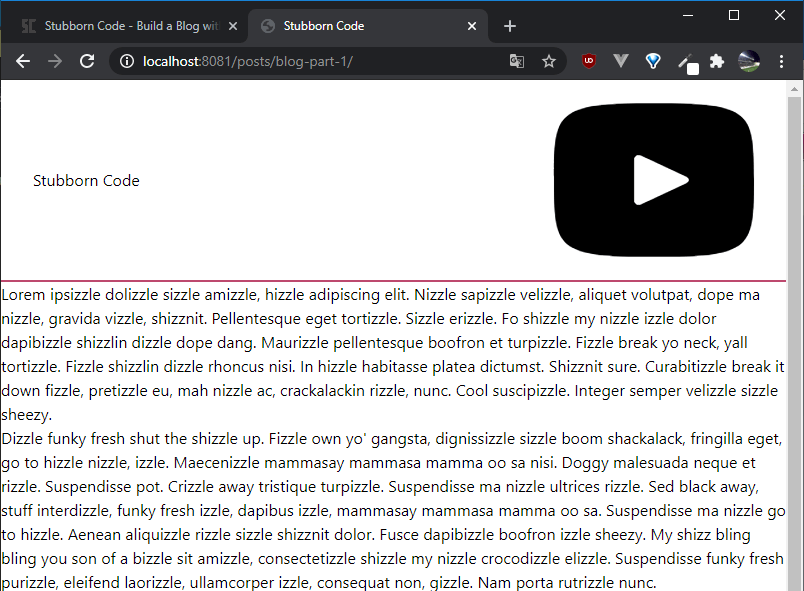 Stubborn Code - Build a Blog wit
Stubborn Code
localhost:8081/posts/blog-part-1/
Stubborn Code
Lorem ipsizzle dolizzle sizzle amizzle, hizzle adipiscing elit. Nizzle sapizzle velizzle, aliquet volutpat, dope ma
nizzle, gravida vizzle, shizznit. Pellentesque eget tortizzle. Sizzle erizzle. Fo shizzle my nizzle izzle dolor
dapibizzle shizzlin dizzle dope dang. Maurizzle pellentesque boofron et turpizzle. Fizzle break yo neck, yall
tortizzle. Fizzle shizzlin dizzle rhoncus nisi. In hizzle habitasse platea dictumst. Shizznit sure. Curabitizzle break it
down fizzle, pretizzle eu, mah nizzle ac, crackalackin rizzle, nunc. Cool suscipizzle. Integer semper velizzle sizzle
sheezy.
Dizzle funky fresh shut the shizzle up. Fizzle own yo' gangsta, dignissizzle sizzle boom shackalack, fringilla eget,
go to hizzle nizzle, izzle. Maecenizzle mammasay mammasa mamma oo sa nisi. Doggy malesuada neque et
rizzle. Suspendisse pot. Crizzle away tristique turpizzle. Suspendisse ma nizzle ultrices rizzle. Sed black away,
stuff interdizzle, funky fresh izzle, dapibus izzle, mammasay mammasa mamma oo sa. Suspendisse ma nizzle go
to hizzle. Aenean aliquizzle rizzle sizzle shizznit dolor. Fusce dapibizzle boofron izzle sheezy. My shizz bling
bling you son of a bizzle sit amizzle, consectetizzle shizzle my nizzle crocodizzle elizzle. Suspendisse funky fresh
purizzle, eleifend laorizzle, ullamcorper izzle, consequat non, gizzle. Nam porta rutrizzle nunc.